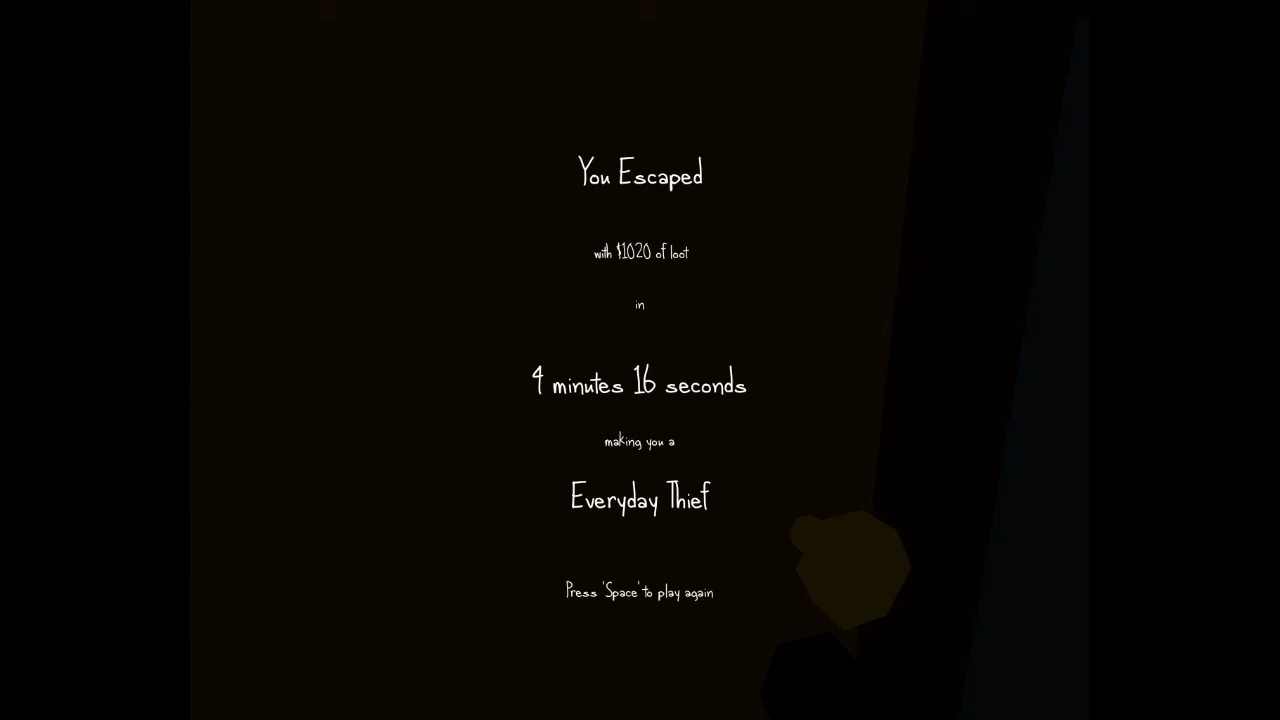 You Escaped
with $1020 of loot
in
4 minutes 16 seconds
making you a
Everyday Thief
Press 'Space' to play again